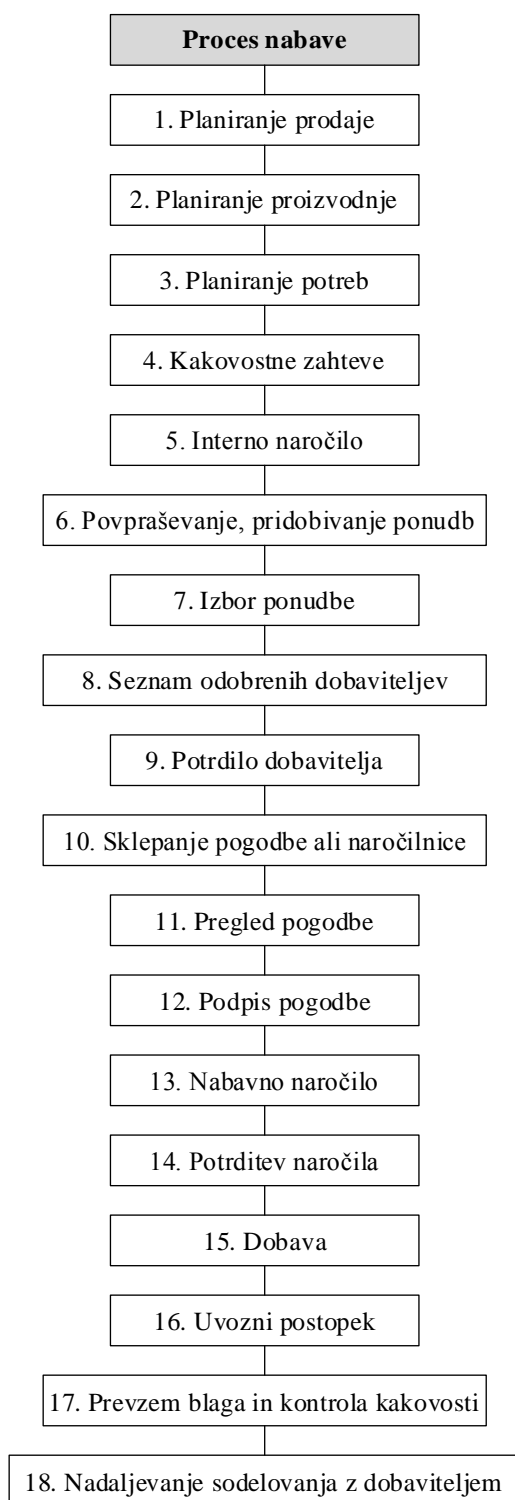 Proces nabave
1. Planiranje prodaje
2. Planiranje proizvodnje
3. Planiranje potreb
4. Kakovostne zahteve
5. Interno naročilo
6. Povpraševanje, pridobivanje ponudb
7. Izbor ponudbe
8. Seznam odobrenih dobaviteljev
9. Potrdilo dobavitelja
10. Sklepanje pogodbe ali naročilnice
11. Pregled pogodbe
12. Podpis pogodbe
13. Nabavno naročilo
14. Potrditev naročila
15. Dobava
16. Uvozni postopek
17. Prevzem blaga in kontrola kakovosti
18. Nadaljevanje sodelovanja z dobaviteljem